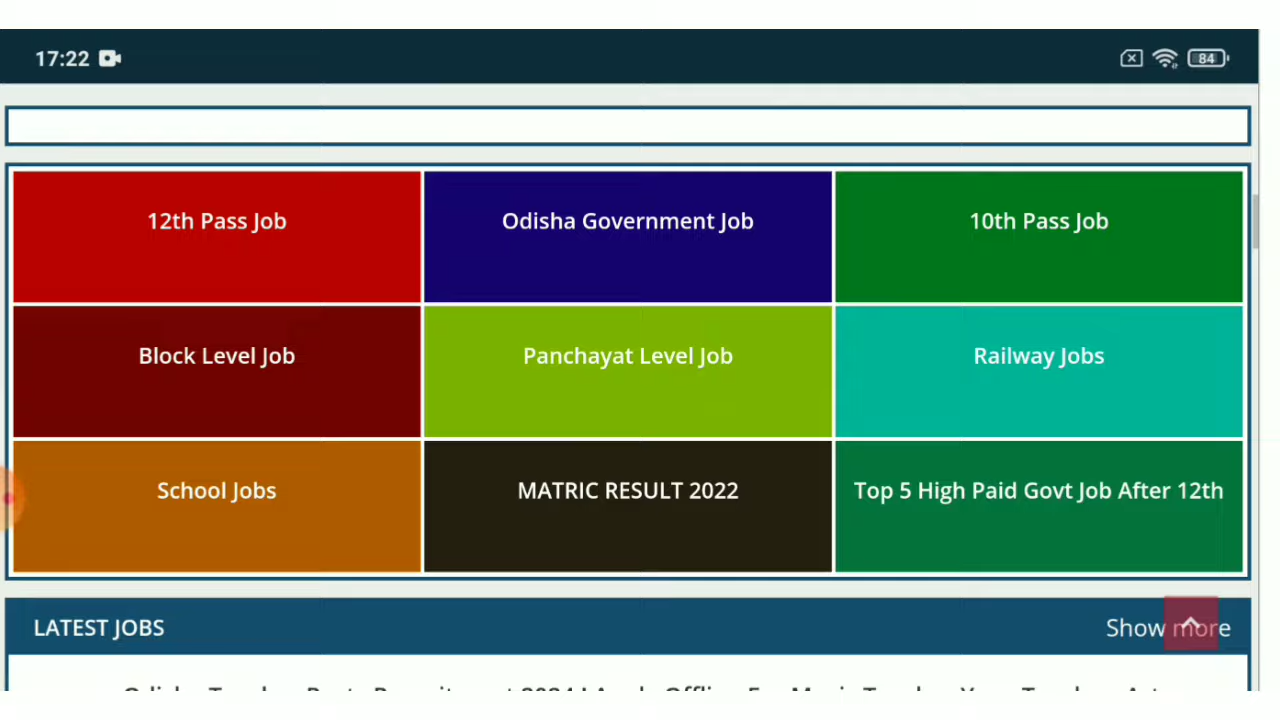 17:22
84
12th Pass Job
Odisha Government Job
10th Pass Job
Block Level Job
Panchayat Level Job
Railway Jobs
School Jobs
MATRIC RESULT 2022
Top 5 High Paid Govt Job After 12th
LATEST JOBS
Show more